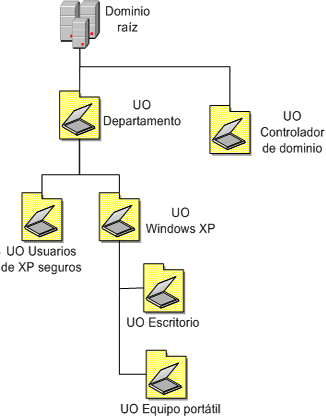 Dominio
raíz
UO
Departamento
UO
Controlador
de dominio
UO Usuarios
de XP seguros
UO
Windows XP
UO Escritorio
UO Equipo portátil